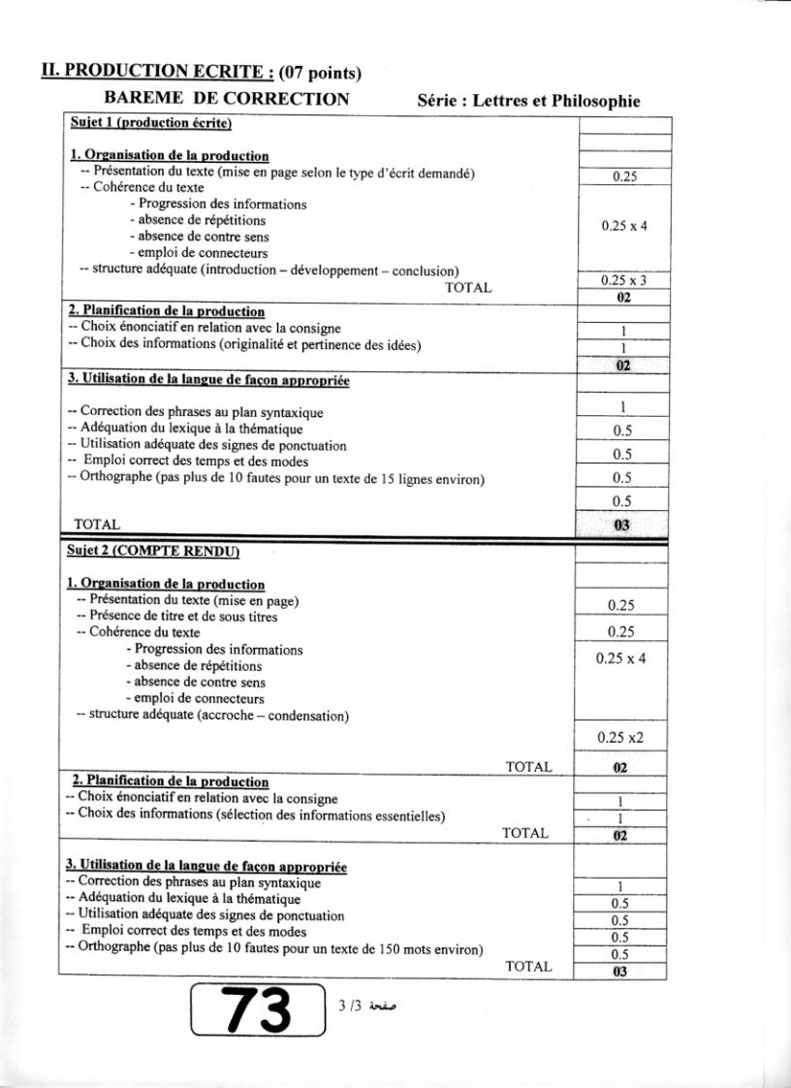 II. PRODUCTION ECRITE : (07 points)
BAREME DE CORRECTION Série : Lettres et Philosophie
Sujet 1 (production écrite)
1. Organisation de la production
-- Présentation du texte (mise en page selon le type d'écrit demandé) 0.25
-- Cohérence du texte
- Progression des informations
- absence de répétitions 0.25 x 4
- absence de contre sens
- emploi de connecteurs
-- structure adéquate (introduction – développement – conclusion) 0.25 x 3
TOTAL 02
2. Planification de la production
-- Choix énonciatif en relation avec la consigne 1
-- Choix des informations (originalité et pertinence des idées) 1
02
3. Utilisation de la langue de façon appropriée
-- Correction des phrases au plan syntaxique 1
-- Adéquation du lexique à la thématique 0.5
-- Utilisation adéquate des signes de ponctuation 0.5
-- Emploi correct des temps et des modes 0.5
-- Orthographe (pas plus de 10 fautes pour un texte de 15 lignes environ) 0.5
TOTAL 03
Sujet 2 (COMPTE RENDU)
1. Organisation de la production
-- Présentation du texte (mise en page) 0.25
-- Présence de titre et de sous titres 0.25
-- Cohérence du texte
- Progression des informations 0.25 x 4
- absence de répétitions
- absence de contre sens
- emploi de connecteurs
-- structure adéquate (accroche – condensation) 0.25 x2
TOTAL 02
2. Planification de la production
-- Choix énonciatif en relation avec la consigne 1
-- Choix des informations (sélection des informations essentielles) 1
TOTAL 02
3. Utilisation de la langue de façon appropriée
-- Correction des phrases au plan syntaxique 1
-- Adéquation du lexique à la thématique 0.5
-- Utilisation adéquate des signes de ponctuation 0.5
-- Emploi correct des temps et des modes 0.5
-- Orthographe (pas plus de 10 fautes pour un texte de 150 mots environ) 0.5
TOTAL 03
73 صفحة 3/ 3